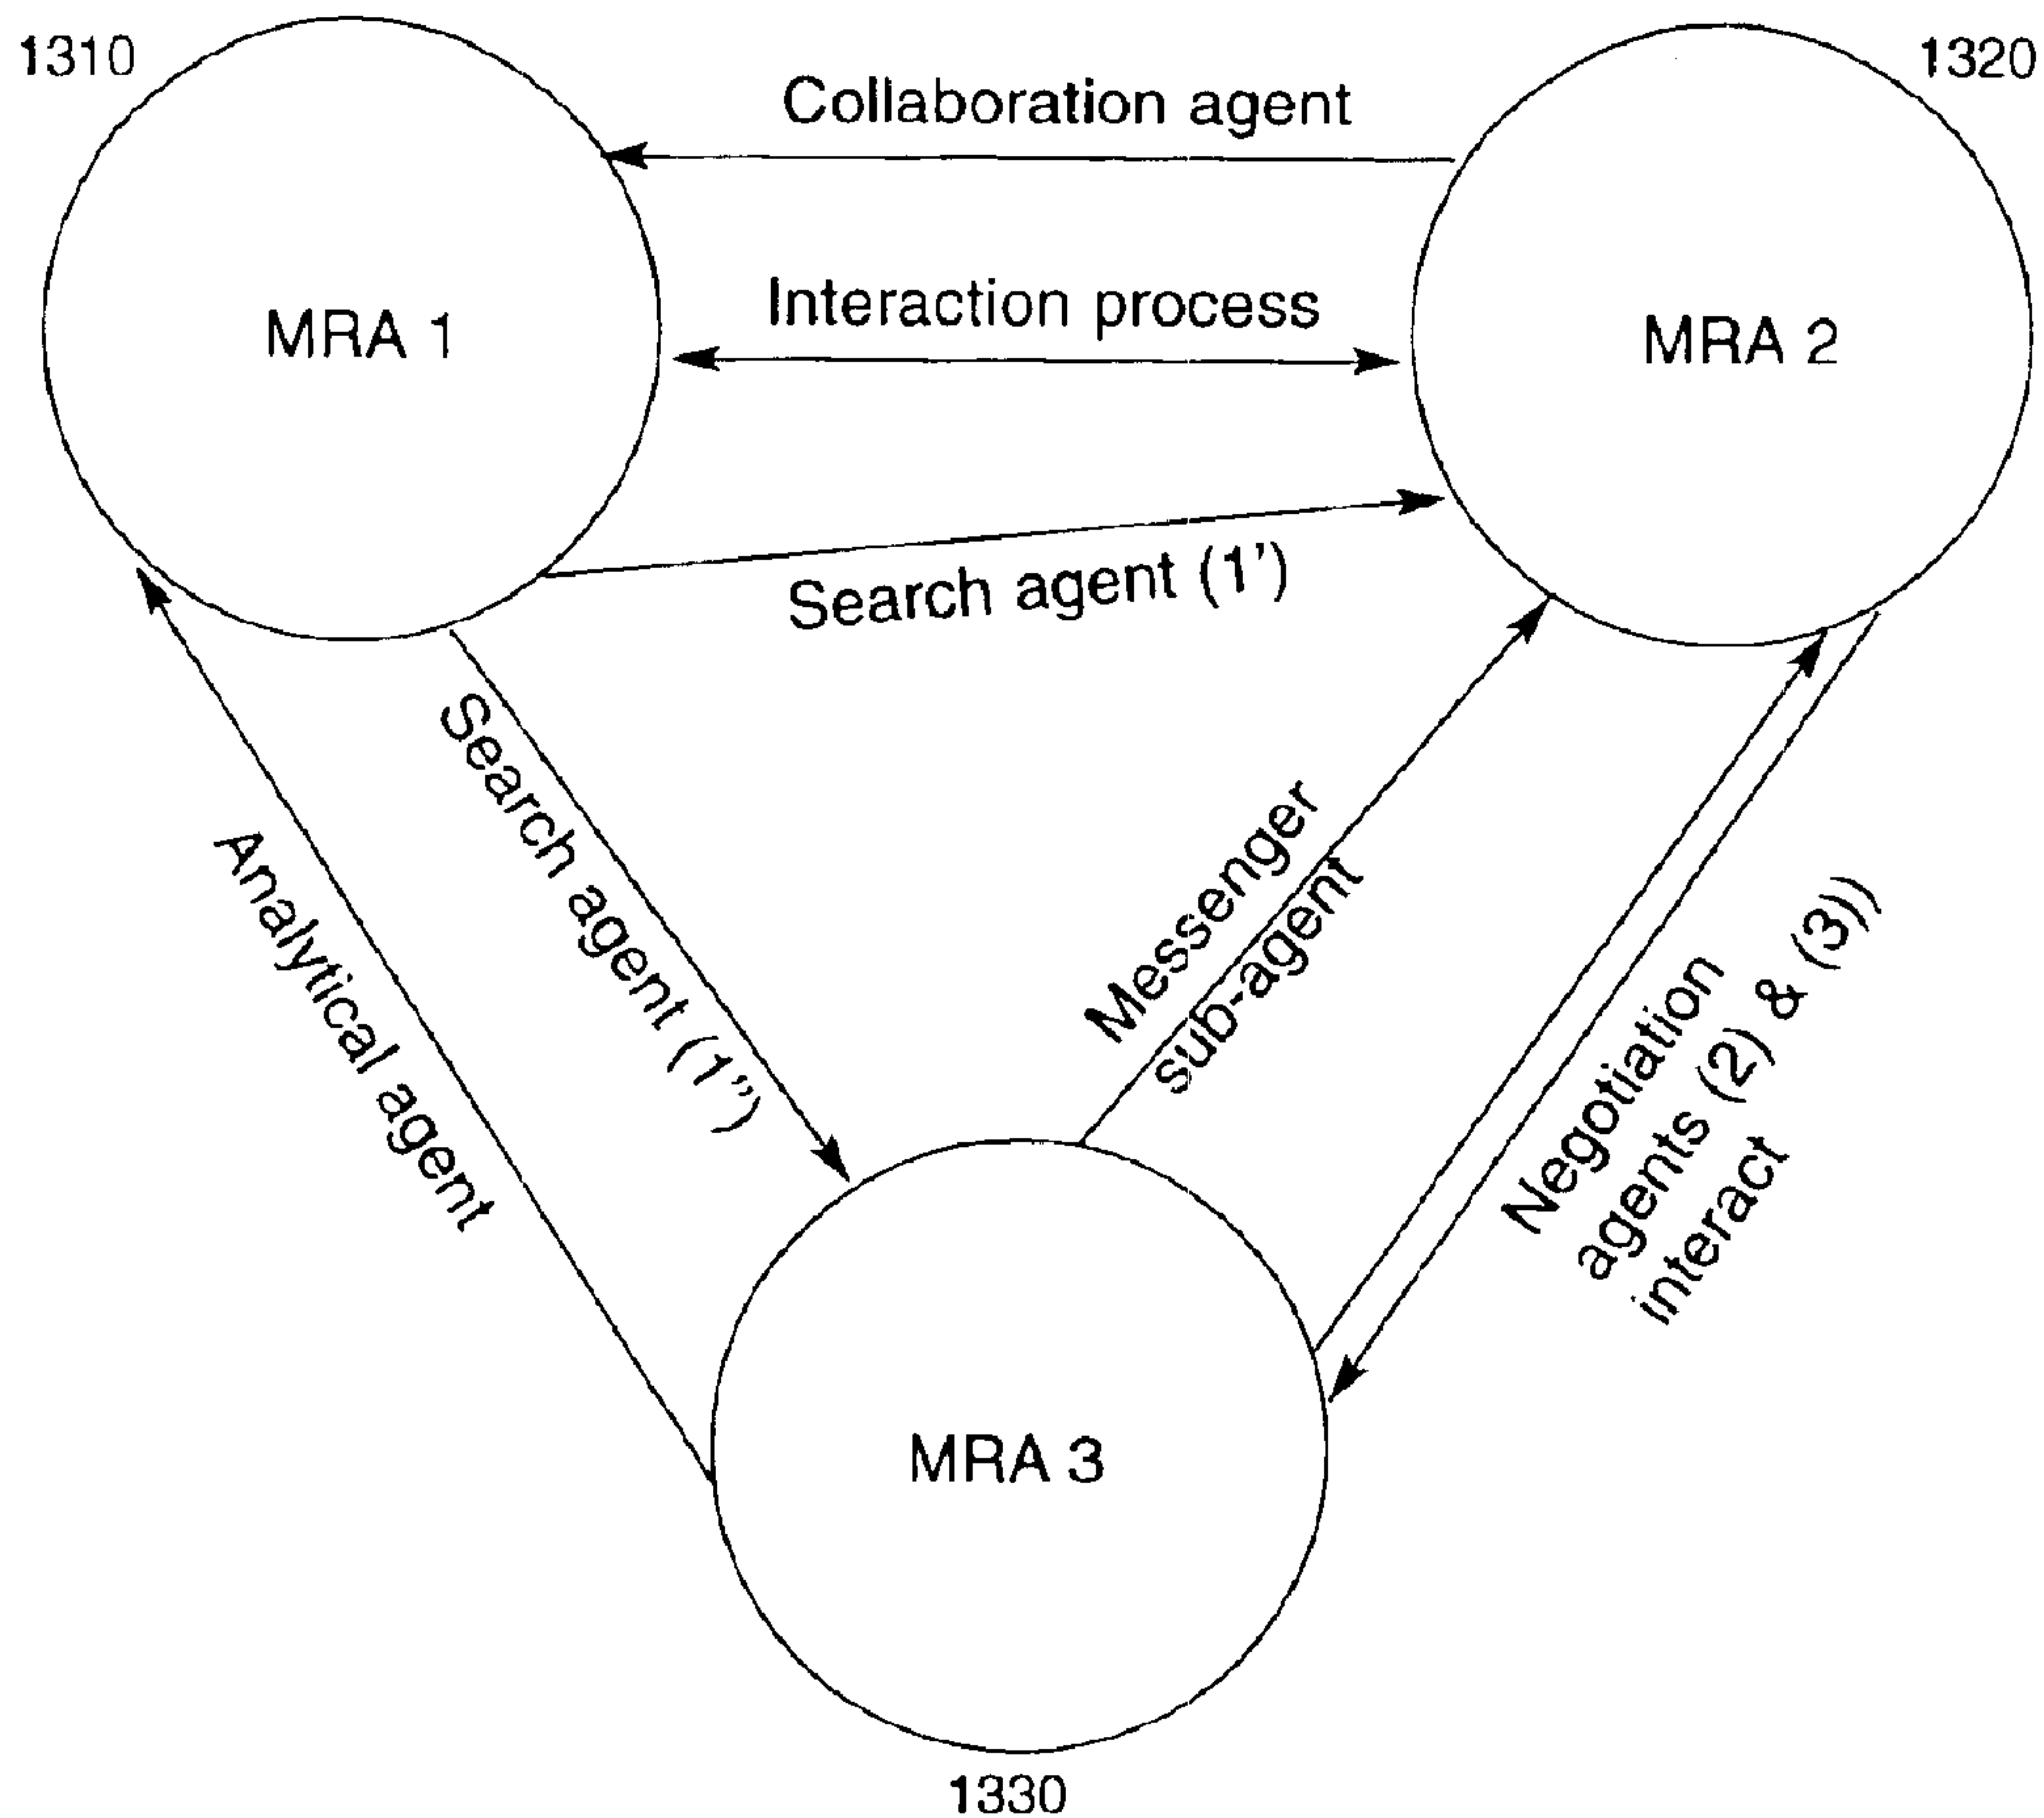 1310
1320
Collaboration agent
Interaction process
MRA 1
MRA 2
Search agent (1')
Search agent (1")
Analytical agent
Messenger
sub-agent
Negotiation
agents (2) & (3))
interact
MRA 3
1330